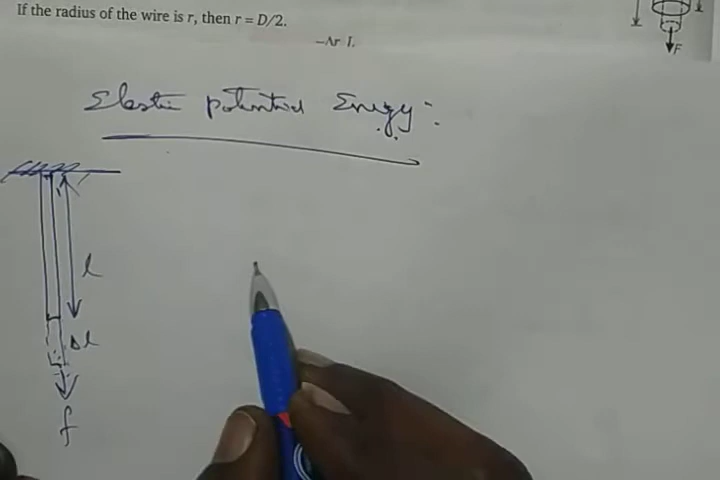 If the radius of the wire is r, then r = D/2.
F
Elastic potential Energy :
l
Δl
f